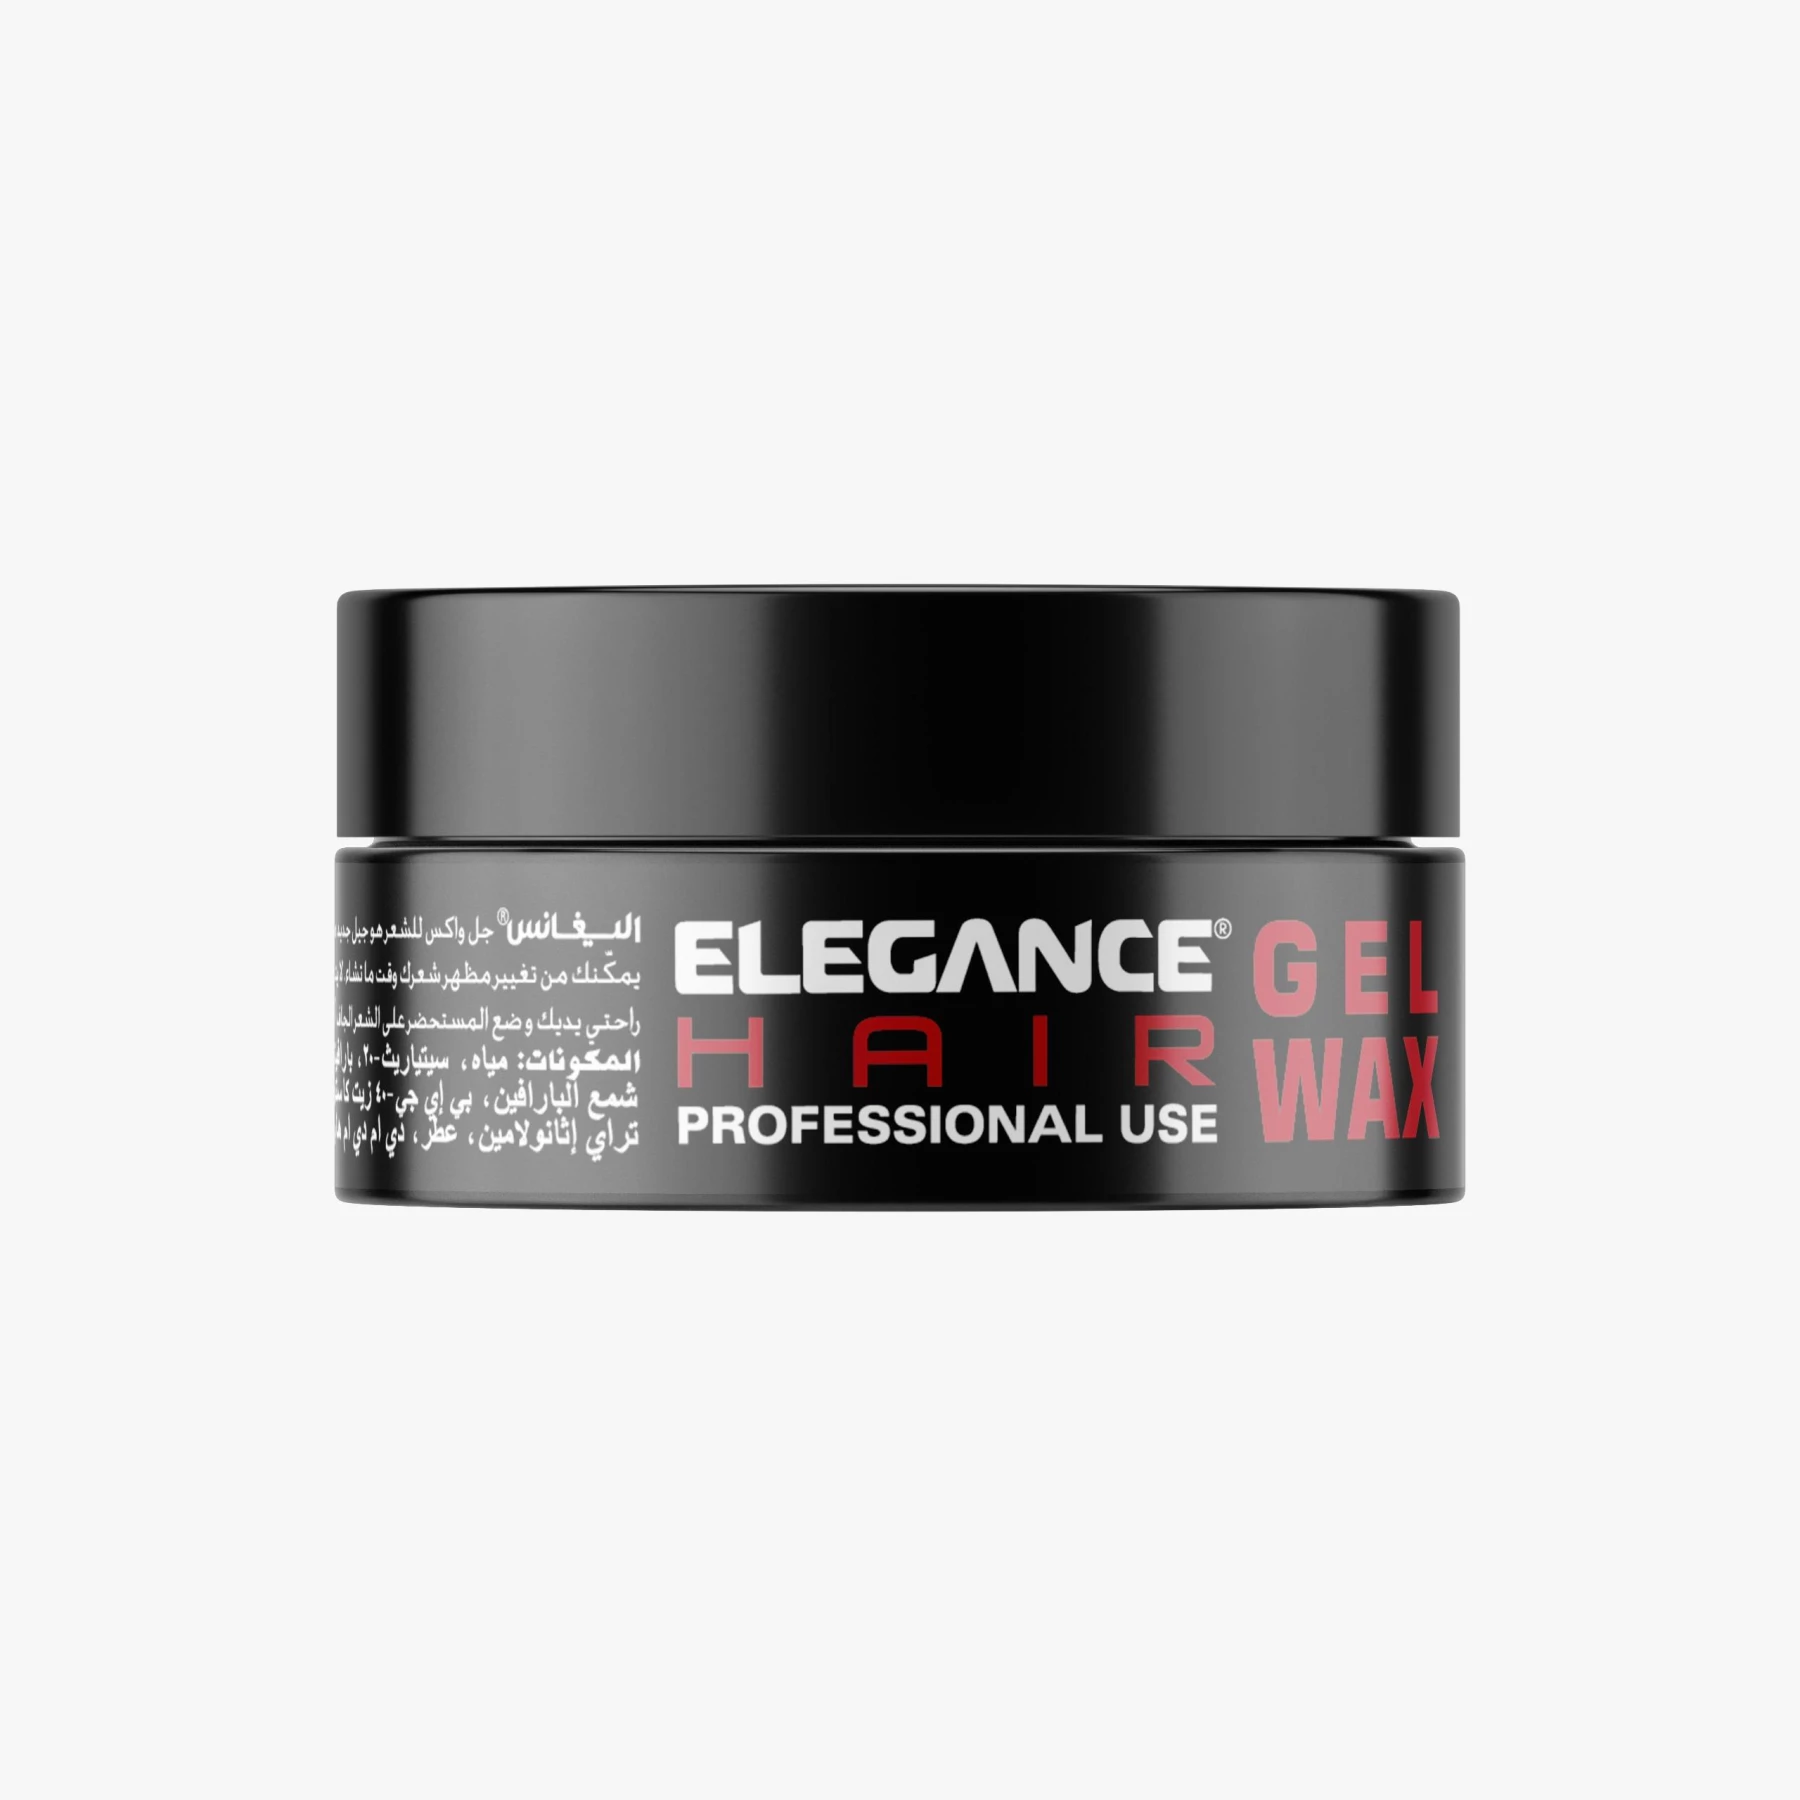 اليغانس® جل واكس للشعر هو جيل جديد
يمكّنك من تغيير مظهر شعرك وقت ما تشاء
راحتي يديك وضع المستحضر على الشعر الجاف
المكونات: مياه، سيتياريث-٢٠،
شمع البارافين، بي إي جي-٤٠ زيت
تراي إثانولامين، عطر، دي ام دي ام
ELEGANCE®
HAIR
PROFESSIONAL USE
GEL
WAX